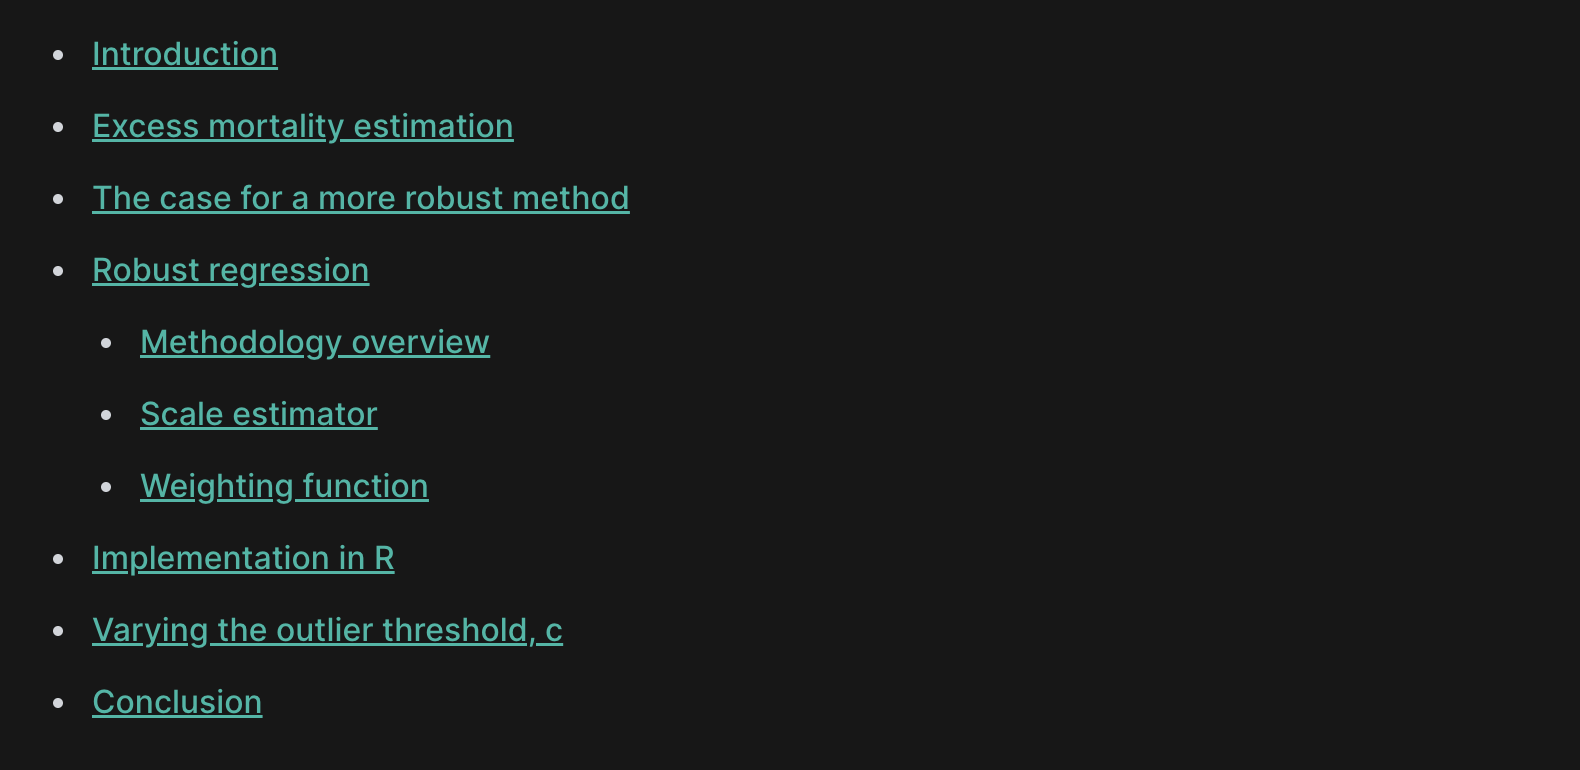 Introduction
Excess mortality estimation
The case for a more robust method
Robust regression
Methodology overview
Scale estimator
Weighting function
Implementation in R
Varying the outlier threshold, c
Conclusion